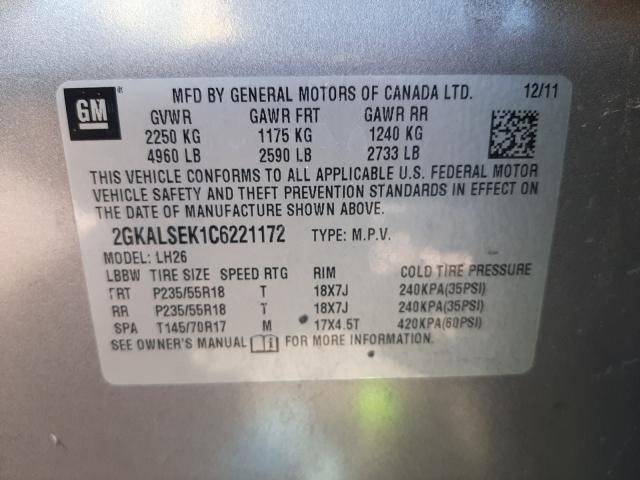 GM
MFD BY GENERAL MOTORS OF CANADA LTD. 12/11
GVWR GAWR FRT GAWR RR
2250 KG 1175 KG 1240 KG
4960 LB 2590 LB 2733 LB
THIS VEHICLE CONFORMS TO ALL APPLICABLE U.S. FEDERAL MOTOR
VEHICLE SAFETY AND THEFT PREVENTION STANDARDS IN EFFECT ON
THE DATE OF MANUFACTURE SHOWN ABOVE.
2GKALSEK1C6221172 TYPE: M.P.V.
MODEL: LH26
LBBW TIRE SIZE SPEED RTG RIM COLD TIRE PRESSURE
FRT P235/55R18 T 18X7J 240KPA(35PSI)
RR P235/55R18 T 18X7J 240KPA(35PSI)
SPA T145/70R17 M 17X4.5T 420KPA(60PSI)
SEE OWNER'S MANUAL FOR MORE INFORMATION.